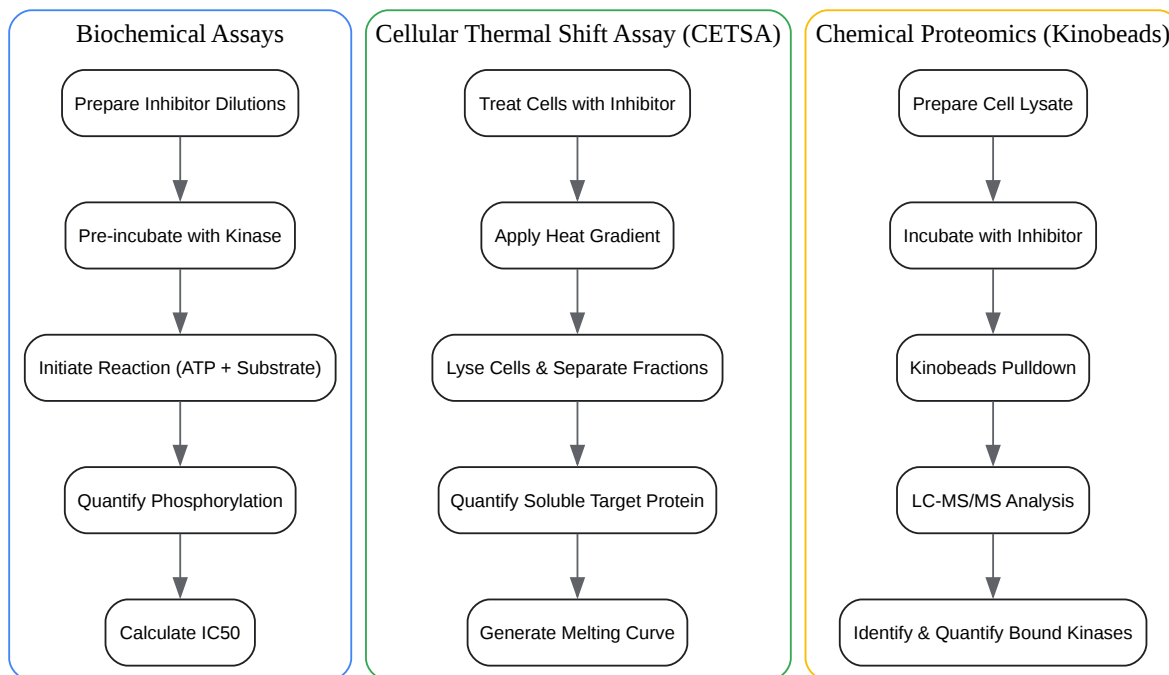 Biochemical Assays
Prepare Inhibitor Dilutions
Pre-incubate with Kinase
Initiate Reaction (ATP + Substrate)
Quantify Phosphorylation
Calculate IC50
Cellular Thermal Shift Assay (CETSA)
Treat Cells with Inhibitor
Apply Heat Gradient
Lyse Cells & Separate Fractions
Quantify Soluble Target Protein
Generate Melting Curve
Chemical Proteomics (Kinobeads)
Prepare Cell Lysate
Incubate with Inhibitor
Kinobeads Pulldown
LC-MS/MS Analysis
Identify & Quantify Bound Kinases